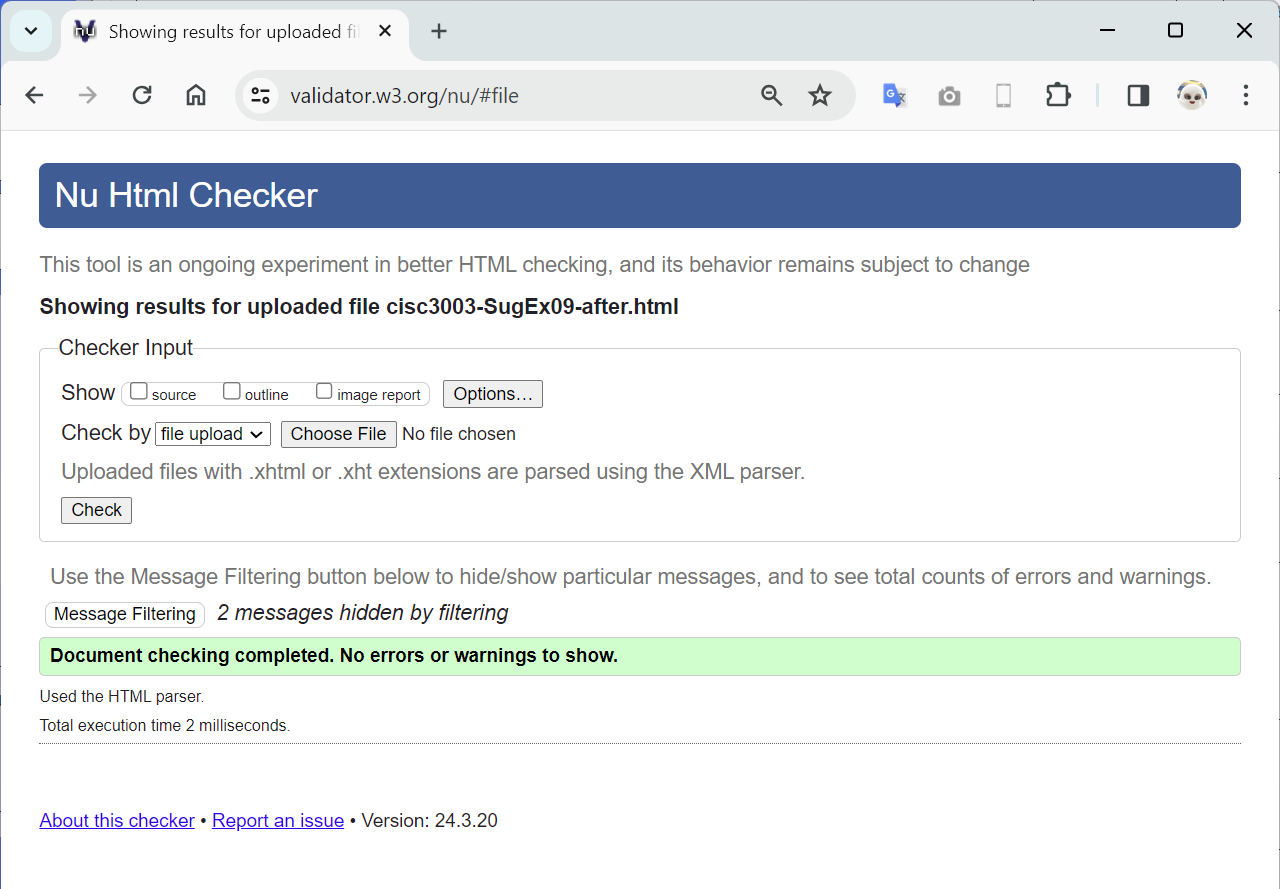 Showing results for uploaded fi
validator.w3.org/nu/#file
Nu Html Checker
This tool is an ongoing experiment in better HTML checking, and its behavior remains subject to change
Showing results for uploaded file cisc3003-SugEx09-after.html
Checker Input
Show source outline image report Options…
Check by file upload Choose File No file chosen
Uploaded files with .xhtml or .xht extensions are parsed using the XML parser.
Check
Use the Message Filtering button below to hide/show particular messages, and to see total counts of errors and warnings.
Message Filtering 2 messages hidden by filtering
Document checking completed. No errors or warnings to show.
Used the HTML parser.
Total execution time 2 milliseconds.
About this checker • Report an issue • Version: 24.3.20